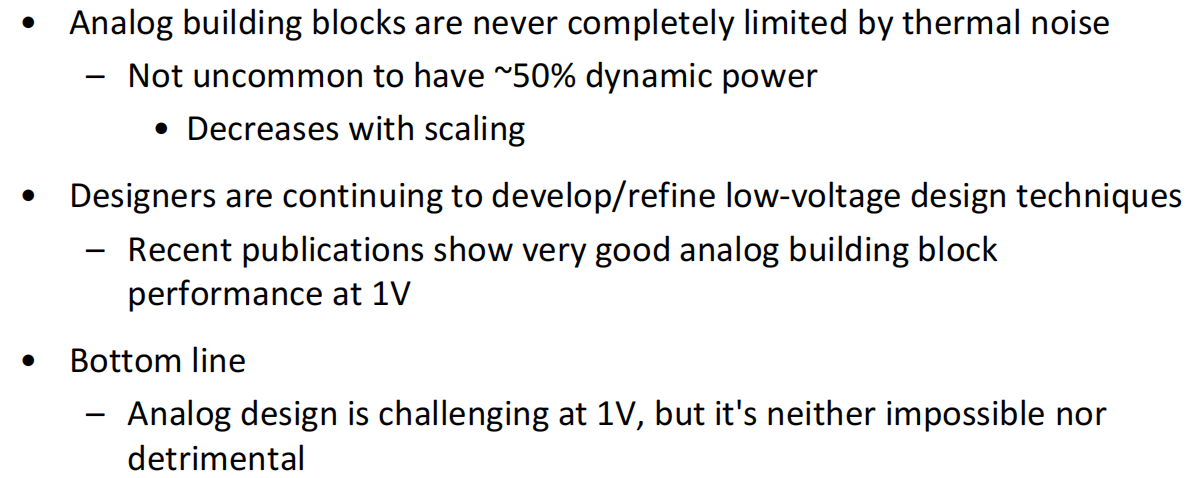 • Analog building blocks are never completely limited by thermal noise
– Not uncommon to have ~50% dynamic power
• Decreases with scaling
• Designers are continuing to develop/refine low-voltage design techniques
– Recent publications show very good analog building block
performance at 1V
• Bottom line
– Analog design is challenging at 1V, but it's neither impossible nor
detrimental